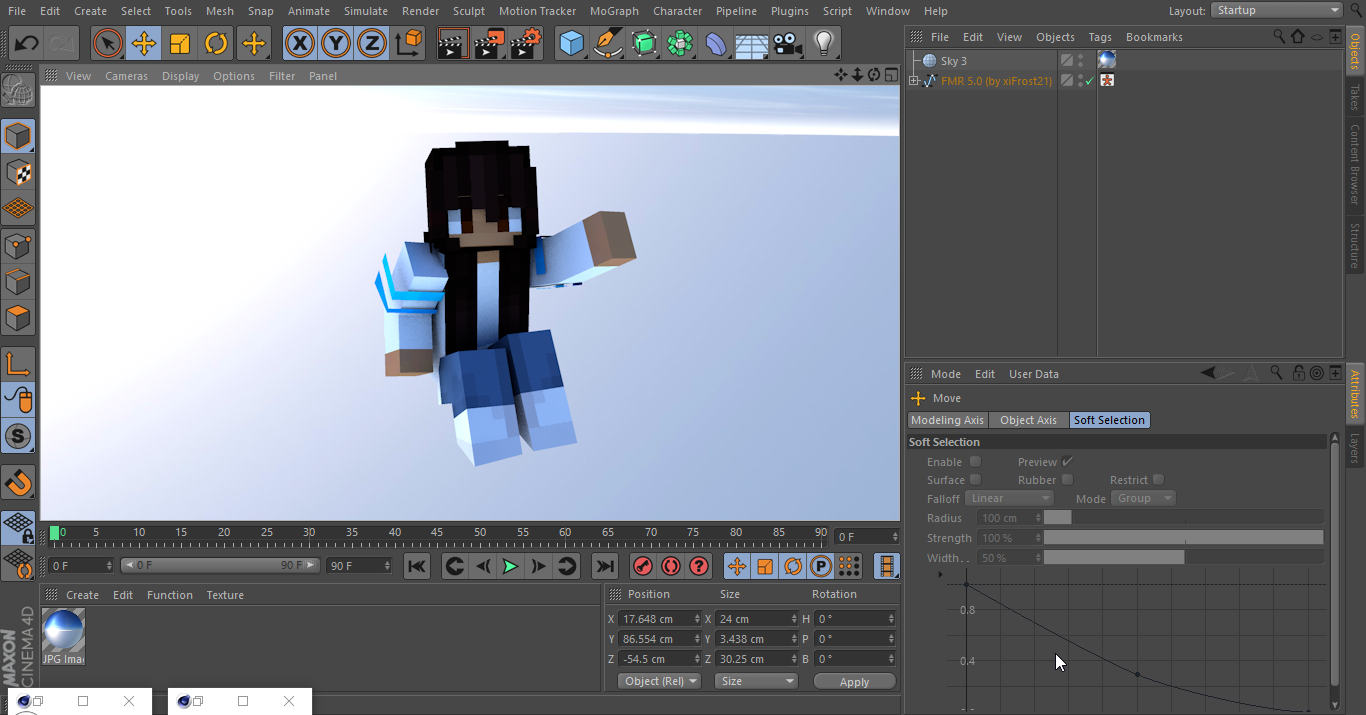 File Edit Create Select Tools Mesh Snap Animate Simulate Render Sculpt Motion Tracker MoGraph Character Pipeline Plugins Script Window Help Layout: Startup
X Y Z
File Edit View Objects Tags Bookmarks
View Cameras Display Options Filter Panel
Sky 3
FMR 5.0 (by xiFrost21)
Objects
Takes
Content Browser
Structure
Mode Edit User Data
Move
Modeling Axis Object Axis Soft Selection
Attributes
Layers
Soft Selection
Enable Preview
Surface Rubber Restrict
Falloff Linear Mode Group
Radius 100 cm
Strength 100 %
Width . . 50 %
0.8
0.4
S
0 5 10 15 20 25 30 35 40 45 50 55 60 65 70 75 80 85 90 0 F
0 F 0 F 90 F 90 F
? P
Create Edit Function Texture
JPG Imag
Position Size Rotation
X 17.648 cm X 24 cm H 0 °
Y 86.554 cm Y 3.438 cm P 0 °
Z -54.5 cm Z 30.25 cm B 0 °
Object (Rel) Size Apply
MAXON
CINEMA 4D